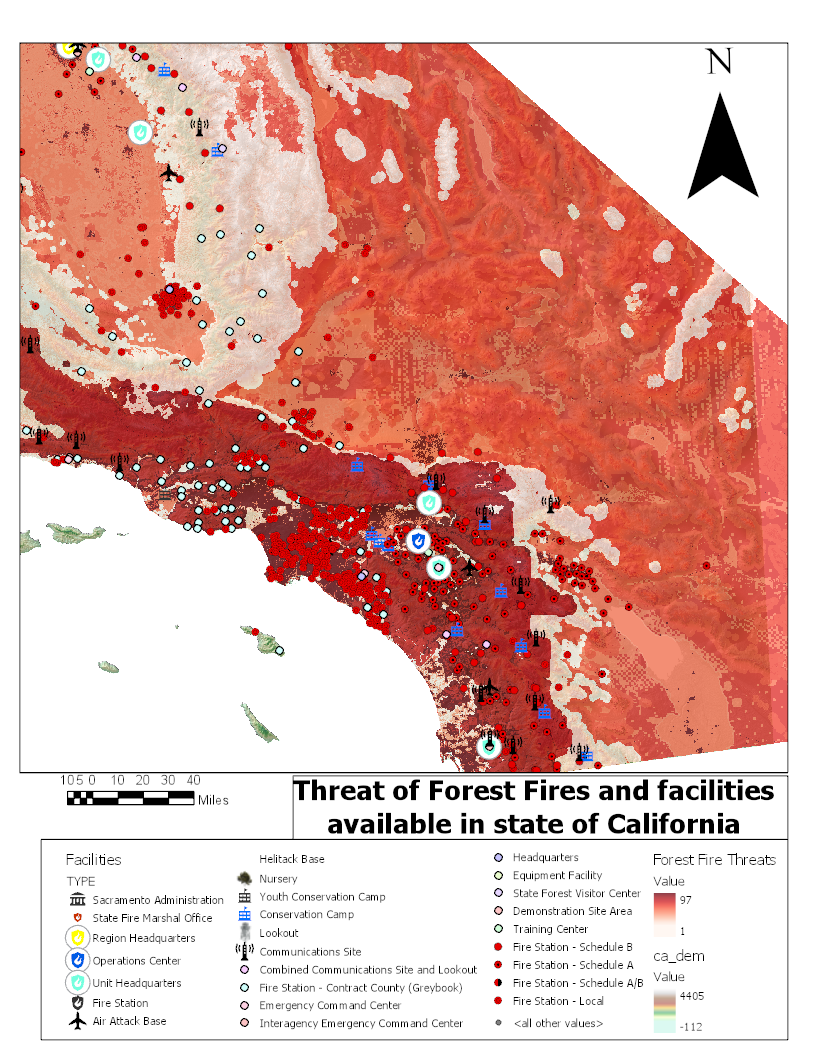 N
10 5 0 10 20 30 40
Miles
Threat of Forest Fires and facilities
available in state of California
Facilities
TYPE
Sacramento Administration
State Fire Marshal Office
Region Headquarters
Operations Center
Unit Headquarters
Fire Station
Air Attack Base
Helitack Base
Nursery
Youth Conservation Camp
Conservation Camp
Lookout
Communications Site
Combined Communications Site and Lookout
Fire Station - Contract County (Greybook)
Emergency Command Center
Interagency Emergency Command Center
Headquarters
Equipment Facility
State Forest Visitor Center
Demonstration Site Area
Training Center
Fire Station - Schedule B
Fire Station - Schedule A
Fire Station - Schedule A/B
Fire Station - Local
<all other values>
Forest Fire Threats
Value
97
1
ca_dem
Value
4405
-112